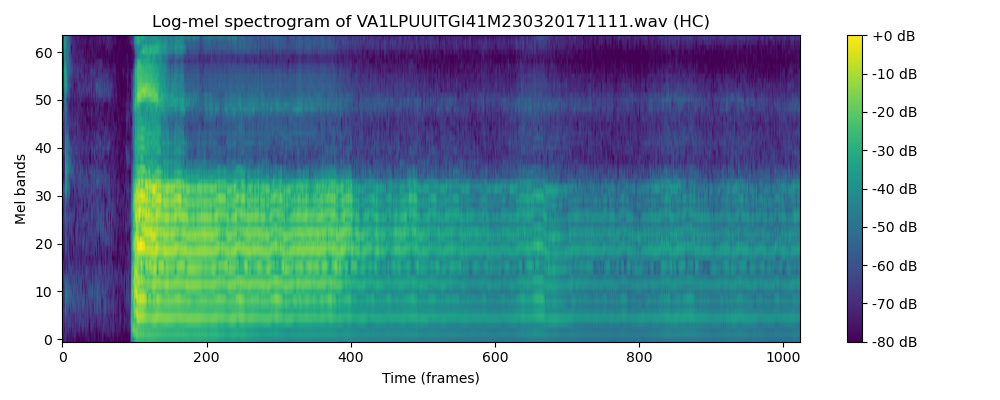 Log-mel spectrogram of VA1LPUUITGI41M230320171111.wav (HC)
Mel bands
60
50
40
30
20
10
0
0 200 400 600 800 1000
Time (frames)
+0 dB
-10 dB
-20 dB
-30 dB
-40 dB
-50 dB
-60 dB
-70 dB
-80 dB